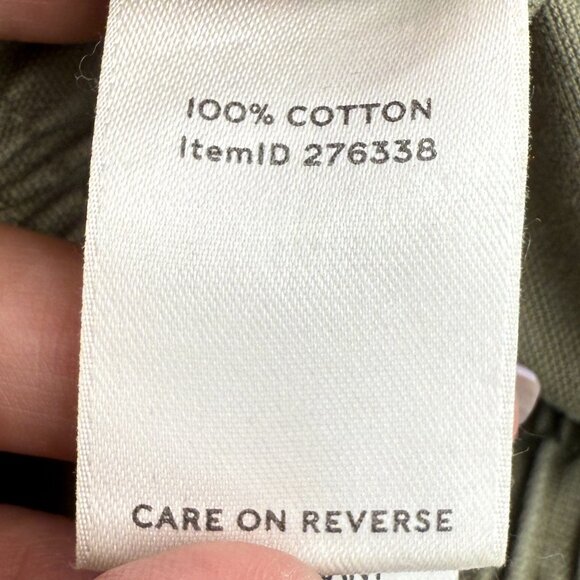 100% COTTON
ItemID 276338
CARE ON REVERSE